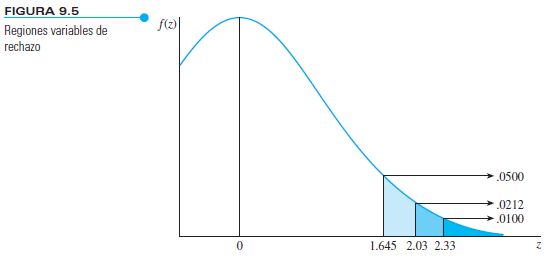 FIGURA 9.5
Regiones variables de
rechazo
f(z)
.0500
.0212
.0100
0
1.645 2.03 2.33
z